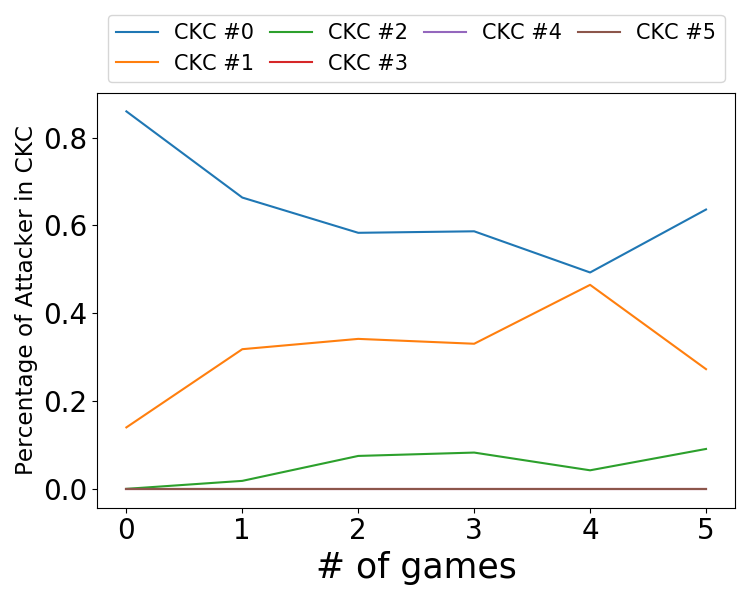 CKC #0 CKC #2 CKC #4 CKC #5
CKC #1 CKC #3
Percentage of Attacker in CKC
0.8
0.6
0.4
0.2
0.0
0 1 2 3 4 5
# of games